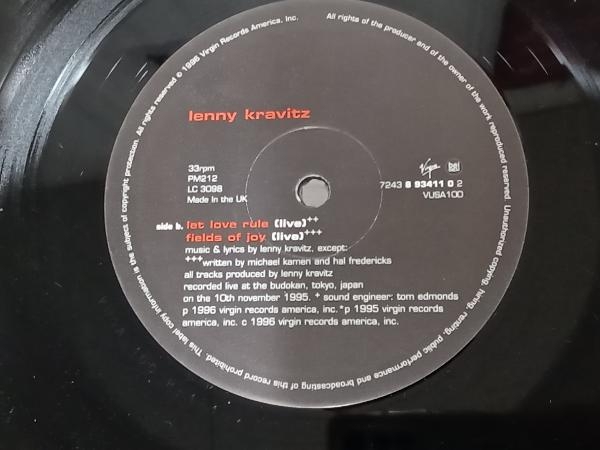 lenny kravitz
33rpm
PM212
LC 3098
Made in the UK
Virgin
7243 8 93411 0 2
VUSA100
side b. let love rule (live)++
fields of joy (live)+++
music & lyrics by lenny kravitz, except:
+++written by michael kamen and hal fredericks
all tracks produced by lenny kravitz
recorded live at the budokan, tokyo, japan
on the 10th november 1995. + sound engineer: tom edmonds
p 1996 virgin records america, inc. *p 1995 virgin records
america, inc. c 1996 virgin records america, inc.
All rights of the producer and of the owner of the work reproduced reserved. Unauthorized copying, hiring, renting, public performance and broadcasting of this record prohibited. This label copy information is the subject of copyright protection. All rights reserved © 1996 Virgin Records America, Inc.